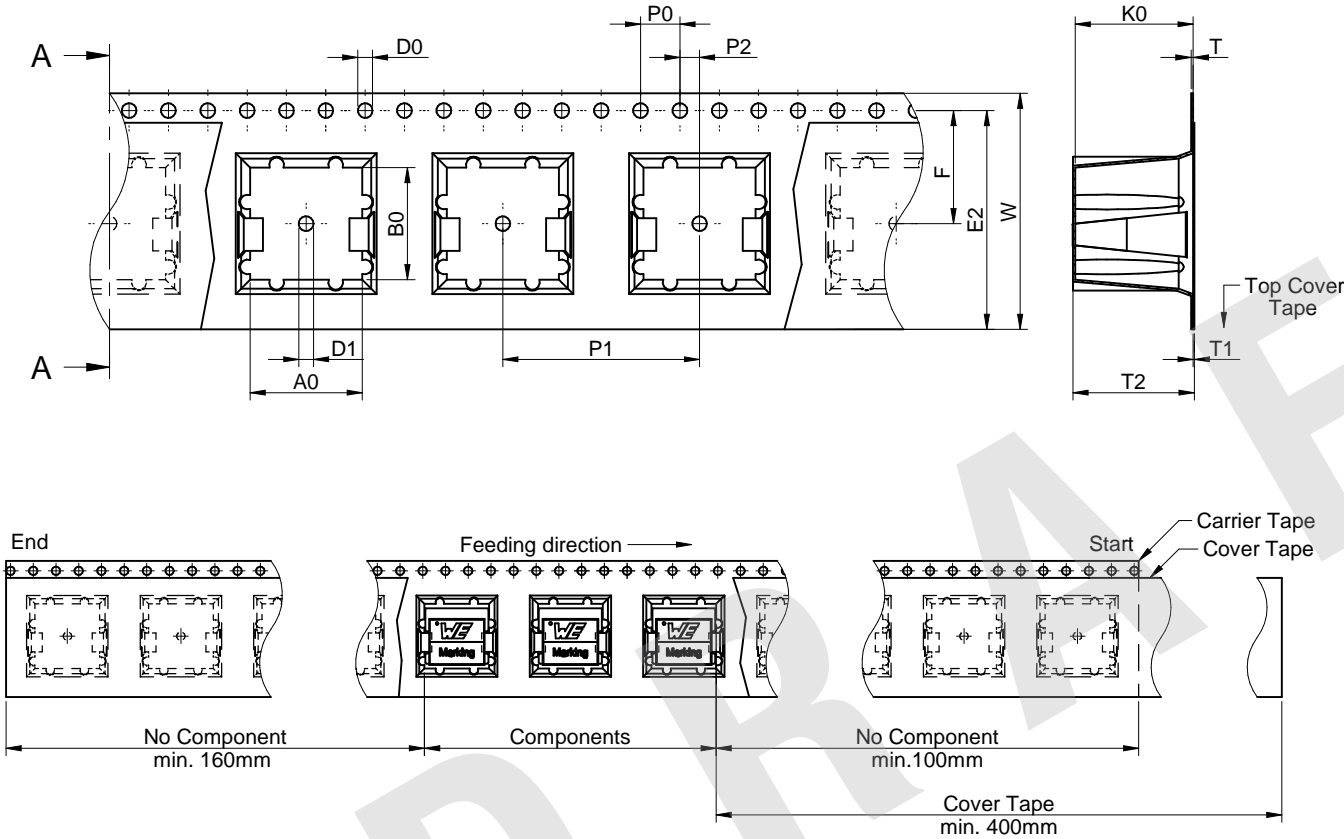 P0
K0
A
D0
P2
T
F
E2
W
B0
Top Cover
Tape
D1
P1
T1
A
A0
T2
End
Feeding direction
Start
Carrier Tape
Cover Tape
WE
Marking
WE
Marking
WE
Marking
No Component
min. 160mm
Components
No Component
min.100mm
Cover Tape
min. 400mm
DRAF